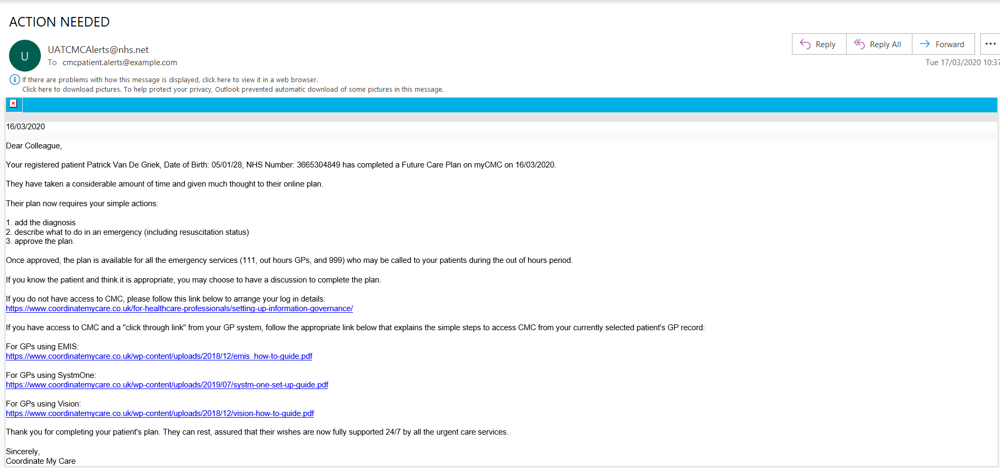 ACTION NEEDED
U
UATCMCAlerts@nhs.net
To cmcpatient.alerts@example.com
Reply
Reply All
Forward
Tue 17/03/2020 10:37
If there are problems with how this message is displayed, click here to view it in a web browser.
Click here to download pictures. To help protect your privacy, Outlook prevented automatic download of some pictures in this message.
16/03/2020
Dear Colleague,
Your registered patient Patrick Van De Griek, Date of Birth: 05/01/28, NHS Number: 3665304849 has completed a Future Care Plan on myCMC on 16/03/2020.
They have taken a considerable amount of time and given much thought to their online plan.
Their plan now requires your simple actions:
1. add the diagnosis
2. describe what to do in an emergency (including resuscitation status)
3. approve the plan.
Once approved, the plan is available for all the emergency services (111, out hours GPs, and 999) who may be called to your patients during the out of hours period.
If you know the patient and think it is appropriate, you may choose to have a discussion to complete the plan.
If you do not have access to CMC, please follow this link below to arrange your log in details:
https://www.coordinatemycare.co.uk/for-healthcare-professionals/setting-up-information-governance/
If you have access to CMC and a "click through link" from your GP system, follow the appropriate link below that explains the simple steps to access CMC from your currently selected patient's GP record:
For GPs using EMIS:
https://www.coordinatemycare.co.uk/wp-content/uploads/2018/12/emis_how-to-guide.pdf
For GPs using SystmOne:
https://www.coordinatemycare.co.uk/wp-content/uploads/2019/07/systm-one-set-up-guide.pdf
For GPs using Vision:
https://www.coordinatemycare.co.uk/wp-content/uploads/2018/12/vision-how-to-guide.pdf
Thank you for completing your patient's plan. They can rest, assured that their wishes are now fully supported 24/7 by all the urgent care services.
Sincerely,
Coordinate My Care